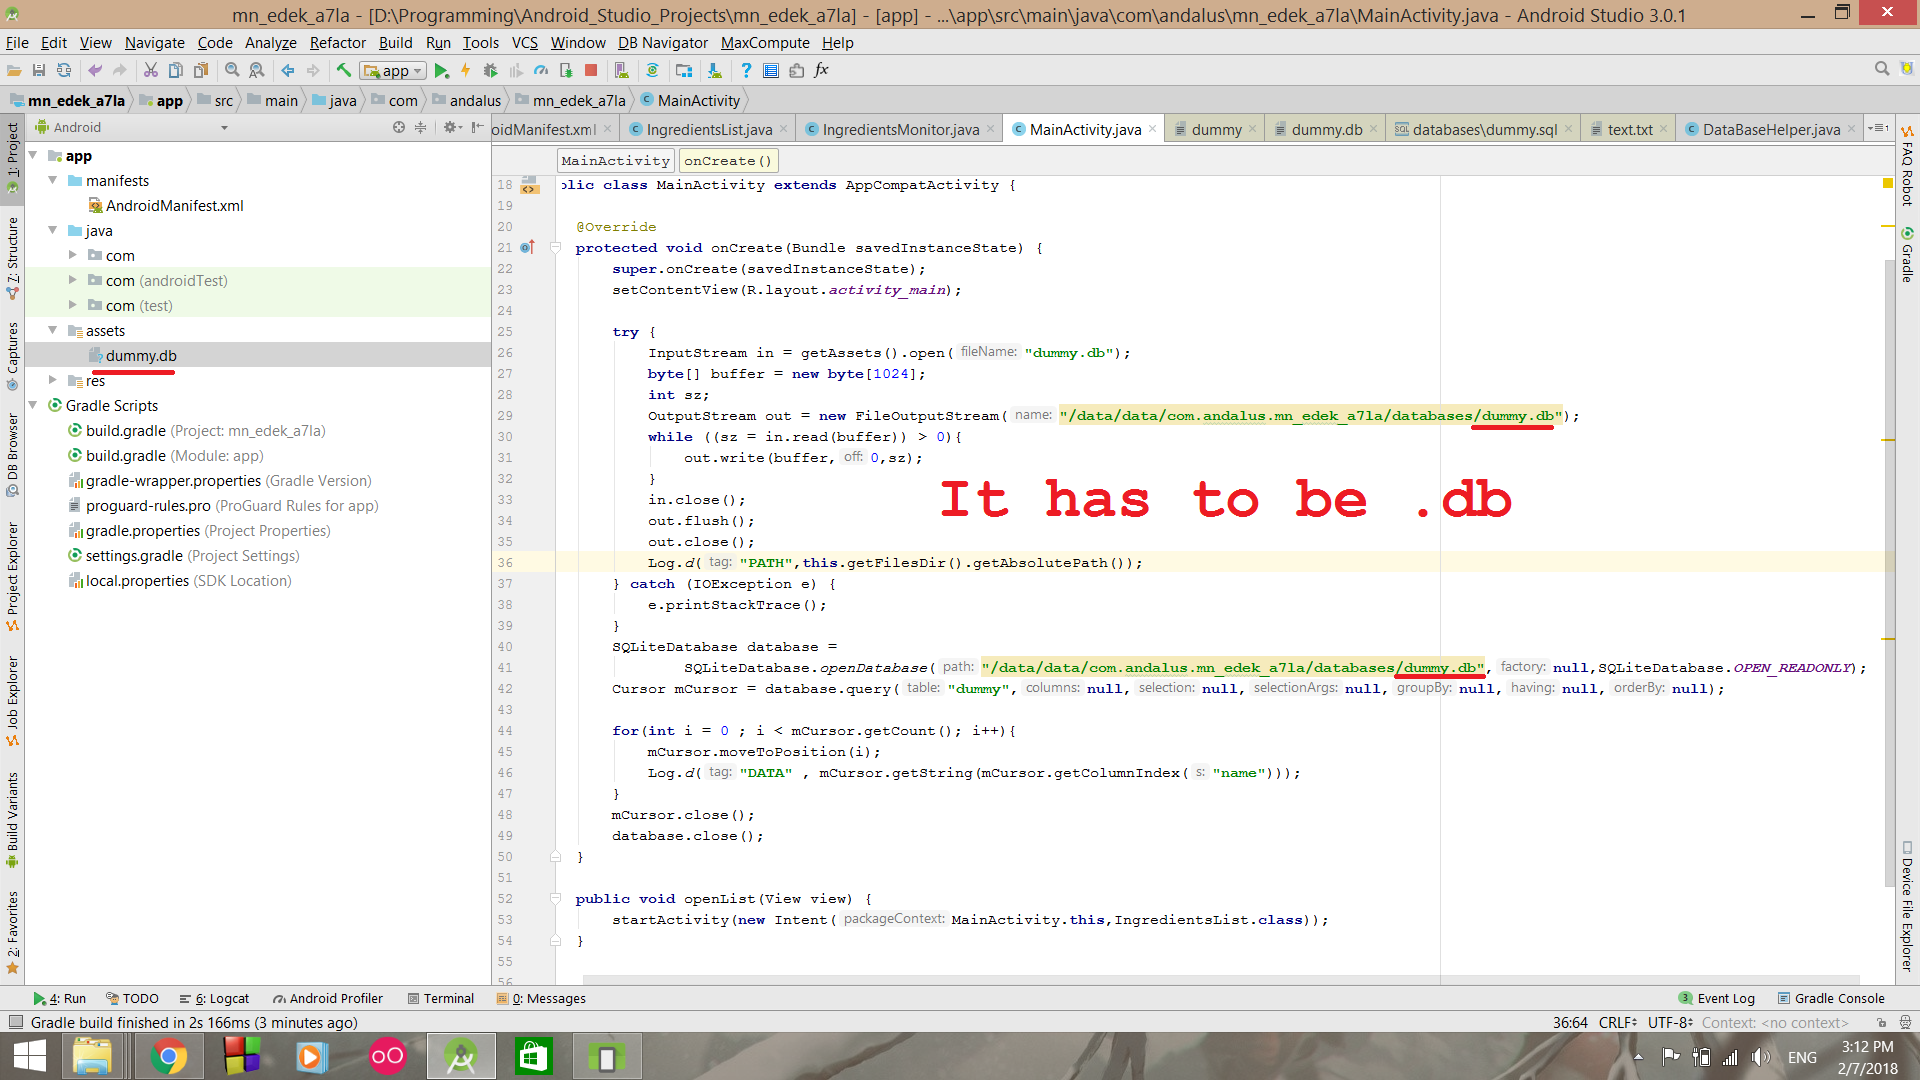 mn_edek_a7la - [D:\Programming\Android_Studio_Projects\mn_edek_a7la] - [app] - ...\app\src\main\java\com\andalus\mn_edek_a7la\MainActivity.java - Android Studio 3.0.1
File Edit View Navigate Code Analyze Refactor Build Run Tools VCS Window DB Navigator MaxCompute Help
app
mn_edek_a7la app src main java com andalus mn_edek_a7la MainActivity
Android
oidManifest.xml IngredientsList.java IngredientsMonitor.java MainActivity.java dummy dummy.db databases\dummy.sql text.txt DataBaseHelper.java
1: Project
7: Structure
Captures
DB Browser
Project Explorer
Job Explorer
Build Variants
2: Favorites
app
manifests
AndroidManifest.xml
java
com
com (androidTest)
com (test)
assets
dummy.db
res
Gradle Scripts
build.gradle (Project: mn_edek_a7la)
build.gradle (Module: app)
gradle-wrapper.properties (Gradle Version)
proguard-rules.pro (ProGuard Rules for app)
gradle.properties (Project Properties)
settings.gradle (Project Settings)
local.properties (SDK Location)
MainActivity onCreate()
18 olic class MainActivity extends AppCompatActivity {
19
20 @Override
21 protected void onCreate(Bundle savedInstanceState) {
22 super.onCreate(savedInstanceState);
23 setContentView(R.layout.activity_main);
24
25 try {
26 InputStream in = getAssets().open( fileName: "dummy.db");
27 byte[] buffer = new byte[1024];
28 int sz;
29 OutputStream out = new FileOutputStream( name: "/data/data/com.andalus.mn_edek_a7la/databases/dummy.db");
30 while ((sz = in.read(buffer)) > 0){
31 out.write(buffer, off: 0,sz);
32 }
33 in.close();
34 out.flush();
35 out.close();
36 Log.d( tag: "PATH",this.getFilesDir().getAbsolutePath());
37 } catch (IOException e) {
38 e.printStackTrace();
39 }
40 SQLiteDatabase database =
41 SQLiteDatabase.openDatabase( path: "/data/data/com.andalus.mn_edek_a7la/databases/dummy.db", factory: null,SQLiteDatabase.OPEN_READONLY);
42 Cursor mCursor = database.query( table: "dummy", columns: null, selection: null, selectionArgs: null, groupBy: null, having: null, orderBy: null);
43
44 for(int i = 0 ; i < mCursor.getCount(); i++){
45 mCursor.moveToPosition(i);
46 Log.d( tag: "DATA" , mCursor.getString(mCursor.getColumnIndex( s: "name")));
47 }
48 mCursor.close();
49 database.close();
50 }
51
52 public void openList(View view) {
53 startActivity(new Intent( packageContext: MainActivity.this,IngredientsList.class));
54 }
55
56
It has to be .db
FAQ Robot
Gradle
Device File Explorer
4: Run TODO 6: Logcat Android Profiler Terminal 0: Messages 3 Event Log Gradle Console
Gradle build finished in 2s 166ms (3 minutes ago) 36:64 CRLF UTF-8 Context: <no context>
ENG
3:12 PM
2/7/2018